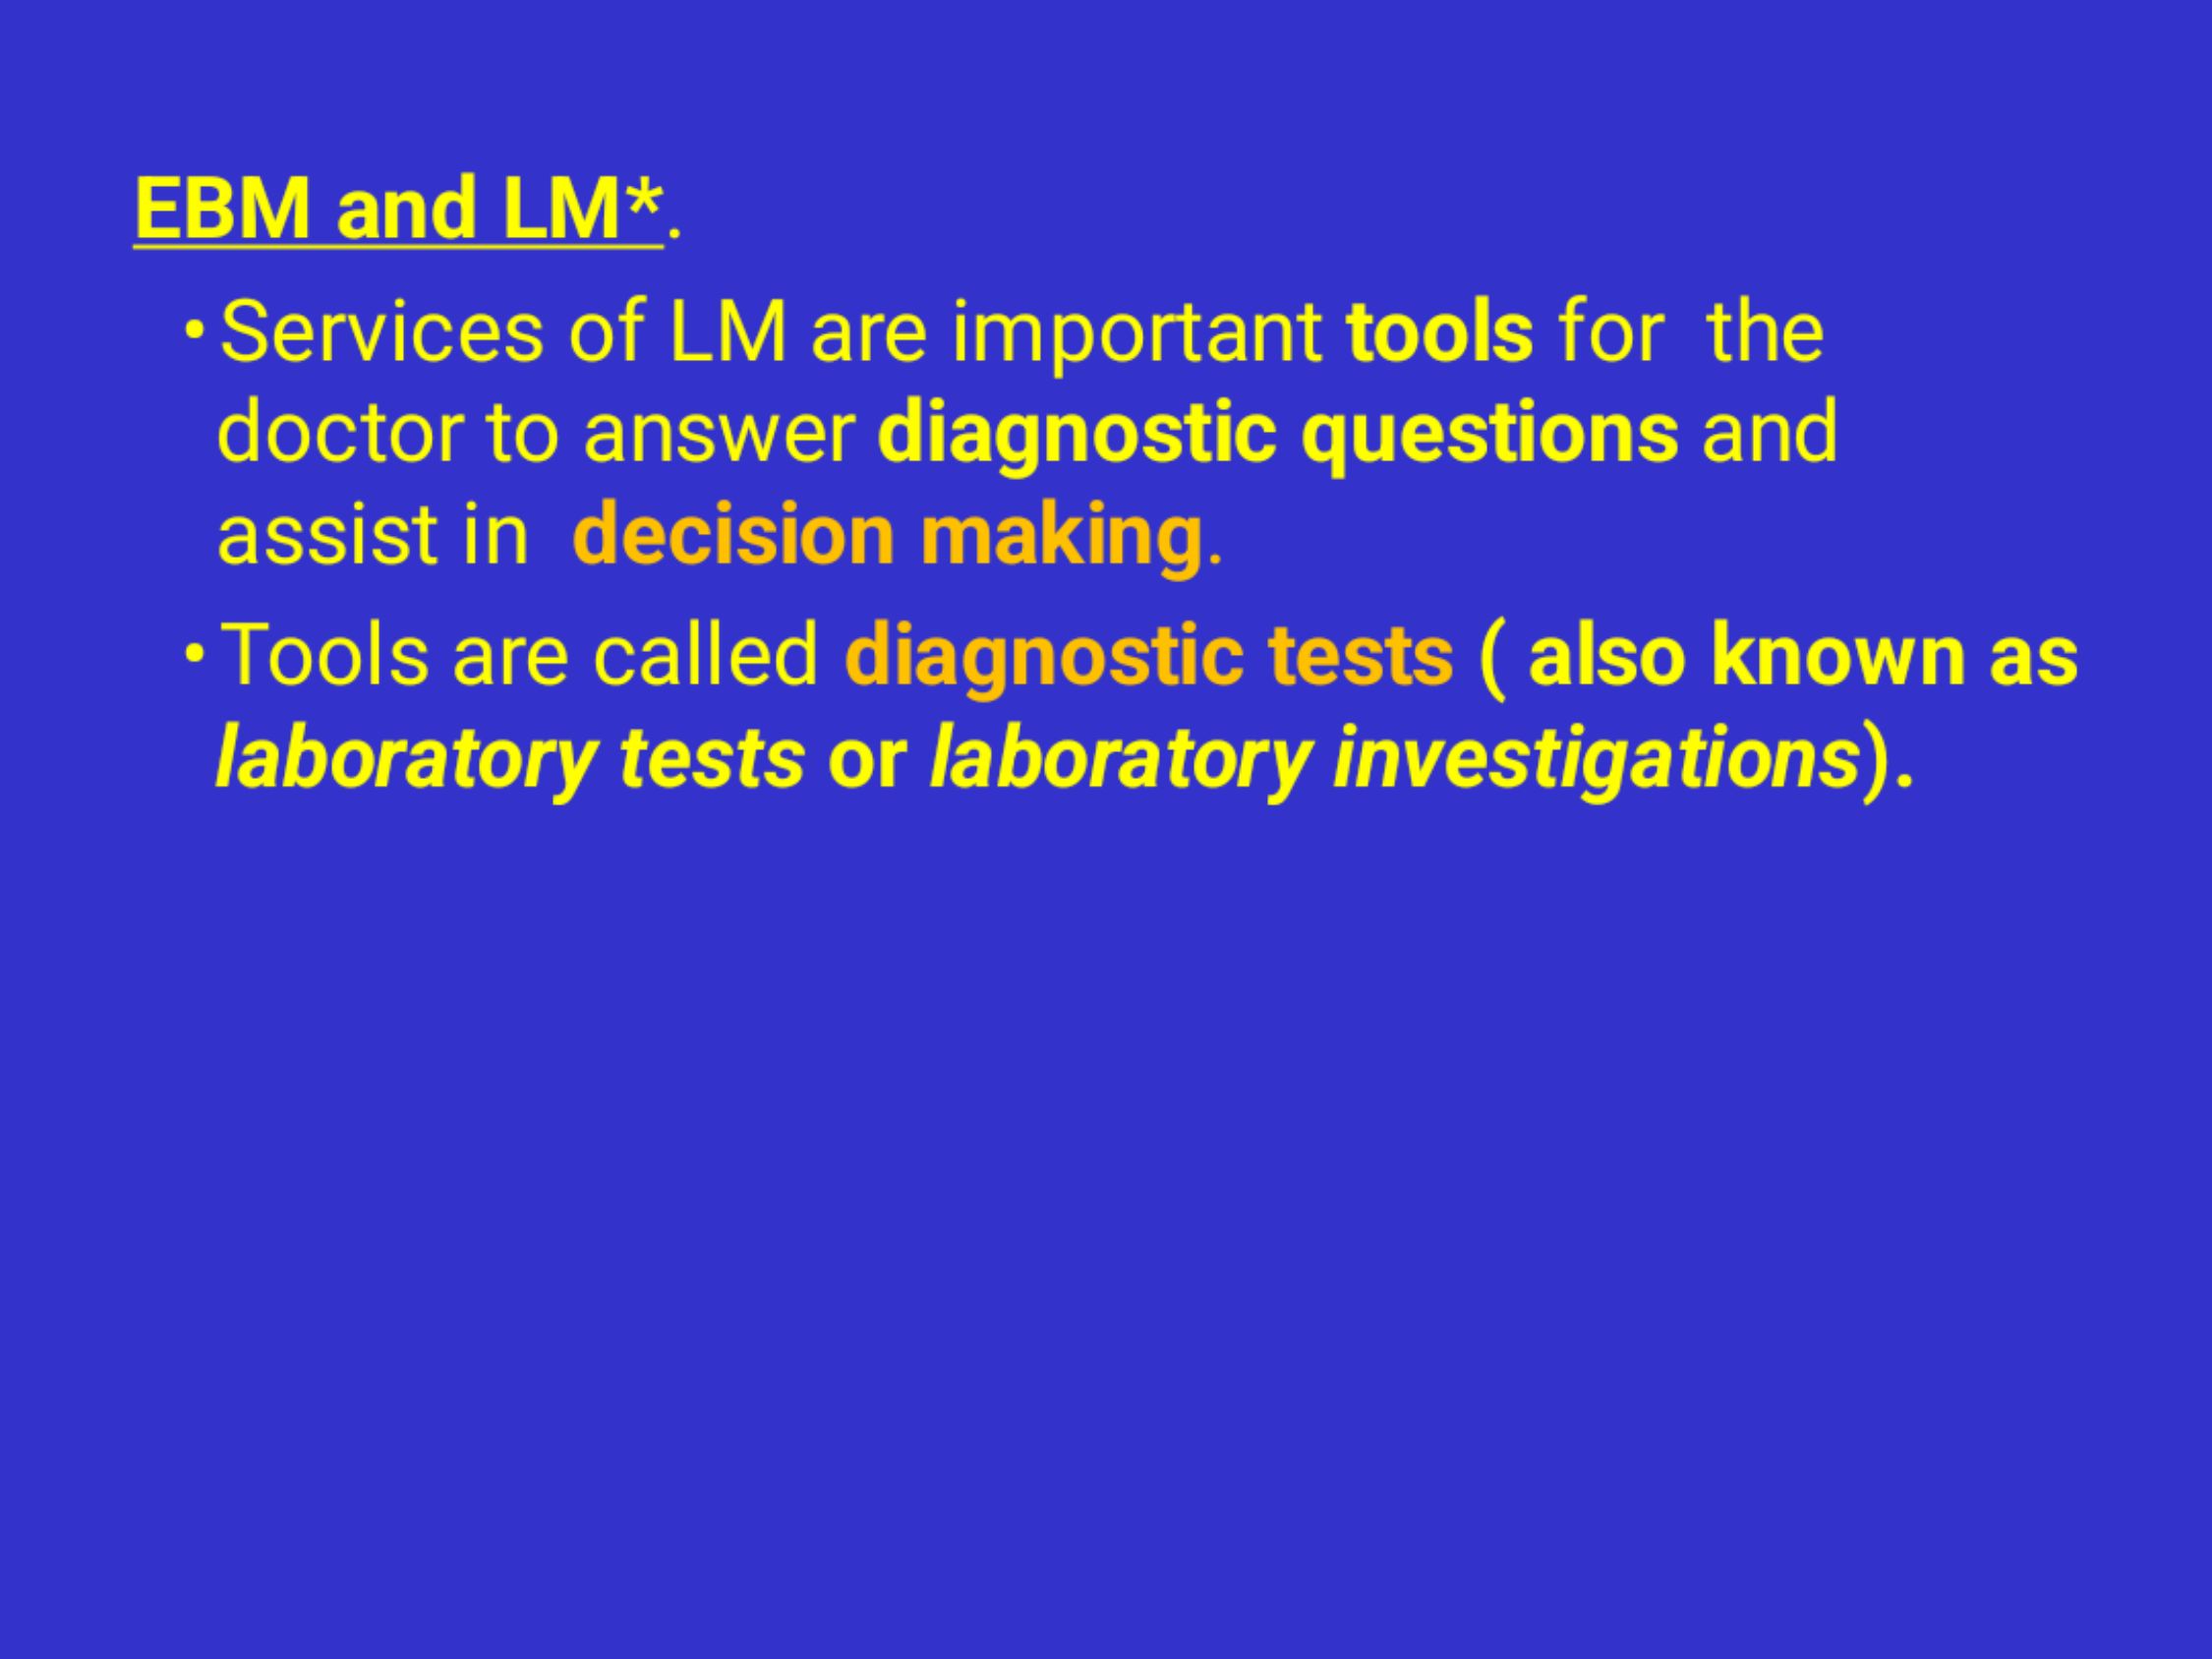 EBM and LM*.
•Services of LM are important tools for  the
doctor to answer diagnostic questions and
assist in  decision making.
•Tools are called diagnostic tests ( also known as
laboratory tests or laboratory investigations).